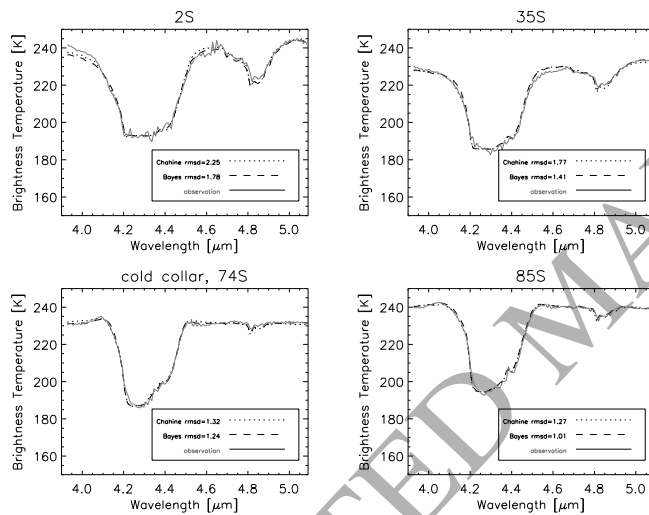 2S
Brightness Temperature [K]
240
220
200
180
160
Chahine rmsd=2.25
Bayes rmsd=1.78
observation
4.0 4.2 4.4 4.6 4.8 5.0
Wavelength [μm]
35S
Brightness Temperature [K]
240
220
200
180
160
Chahine rmsd=1.77
Bayes rmsd=1.41
observation
4.0 4.2 4.4 4.6 4.8 5.0
Wavelength [μm]
cold collar, 74S
Brightness Temperature [K]
240
220
200
180
160
Chahine rmsd=1.32
Bayes rmsd=1.24
observation
4.0 4.2 4.4 4.6 4.8 5.0
Wavelength [μm]
85S
Brightness Temperature [K]
240
220
200
180
160
Chahine rmsd=1.27
Bayes rmsd=1.01
observation
4.0 4.2 4.4 4.6 4.8 5.0
Wavelength [μm]
TED MA